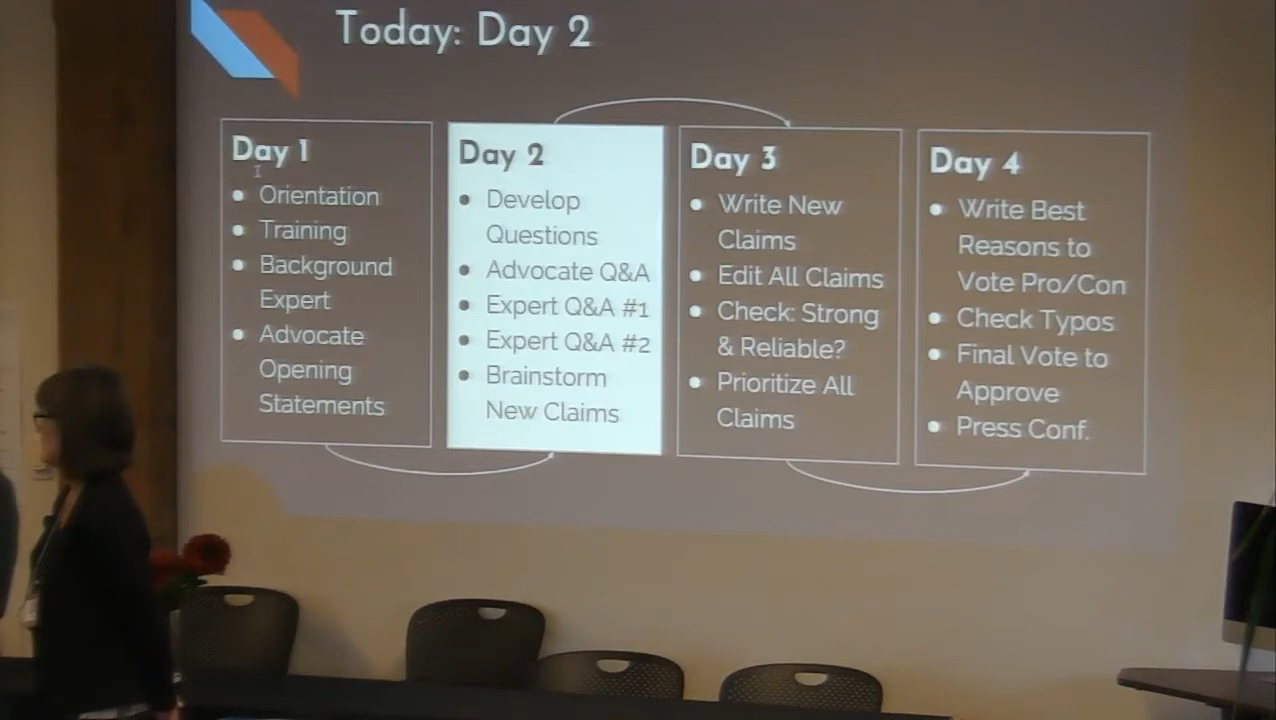 Today: Day 2
Day 1
• Orientation
• Training
• Background
Expert
• Advocate
Opening
Statements
Day 2
• Develop
Questions
• Advocate Q&A
• Expert Q&A #1
• Expert Q&A #2
• Brainstorm
New Claims
Day 3
• Write New
Claims
• Edit All Claims
• Check: Strong
& Reliable?
• Prioritize All
Claims
Day 4
• Write Best
Reasons to
Vote Pro/Con
• Check Typos
• Final Vote to
Approve
• Press Conf.